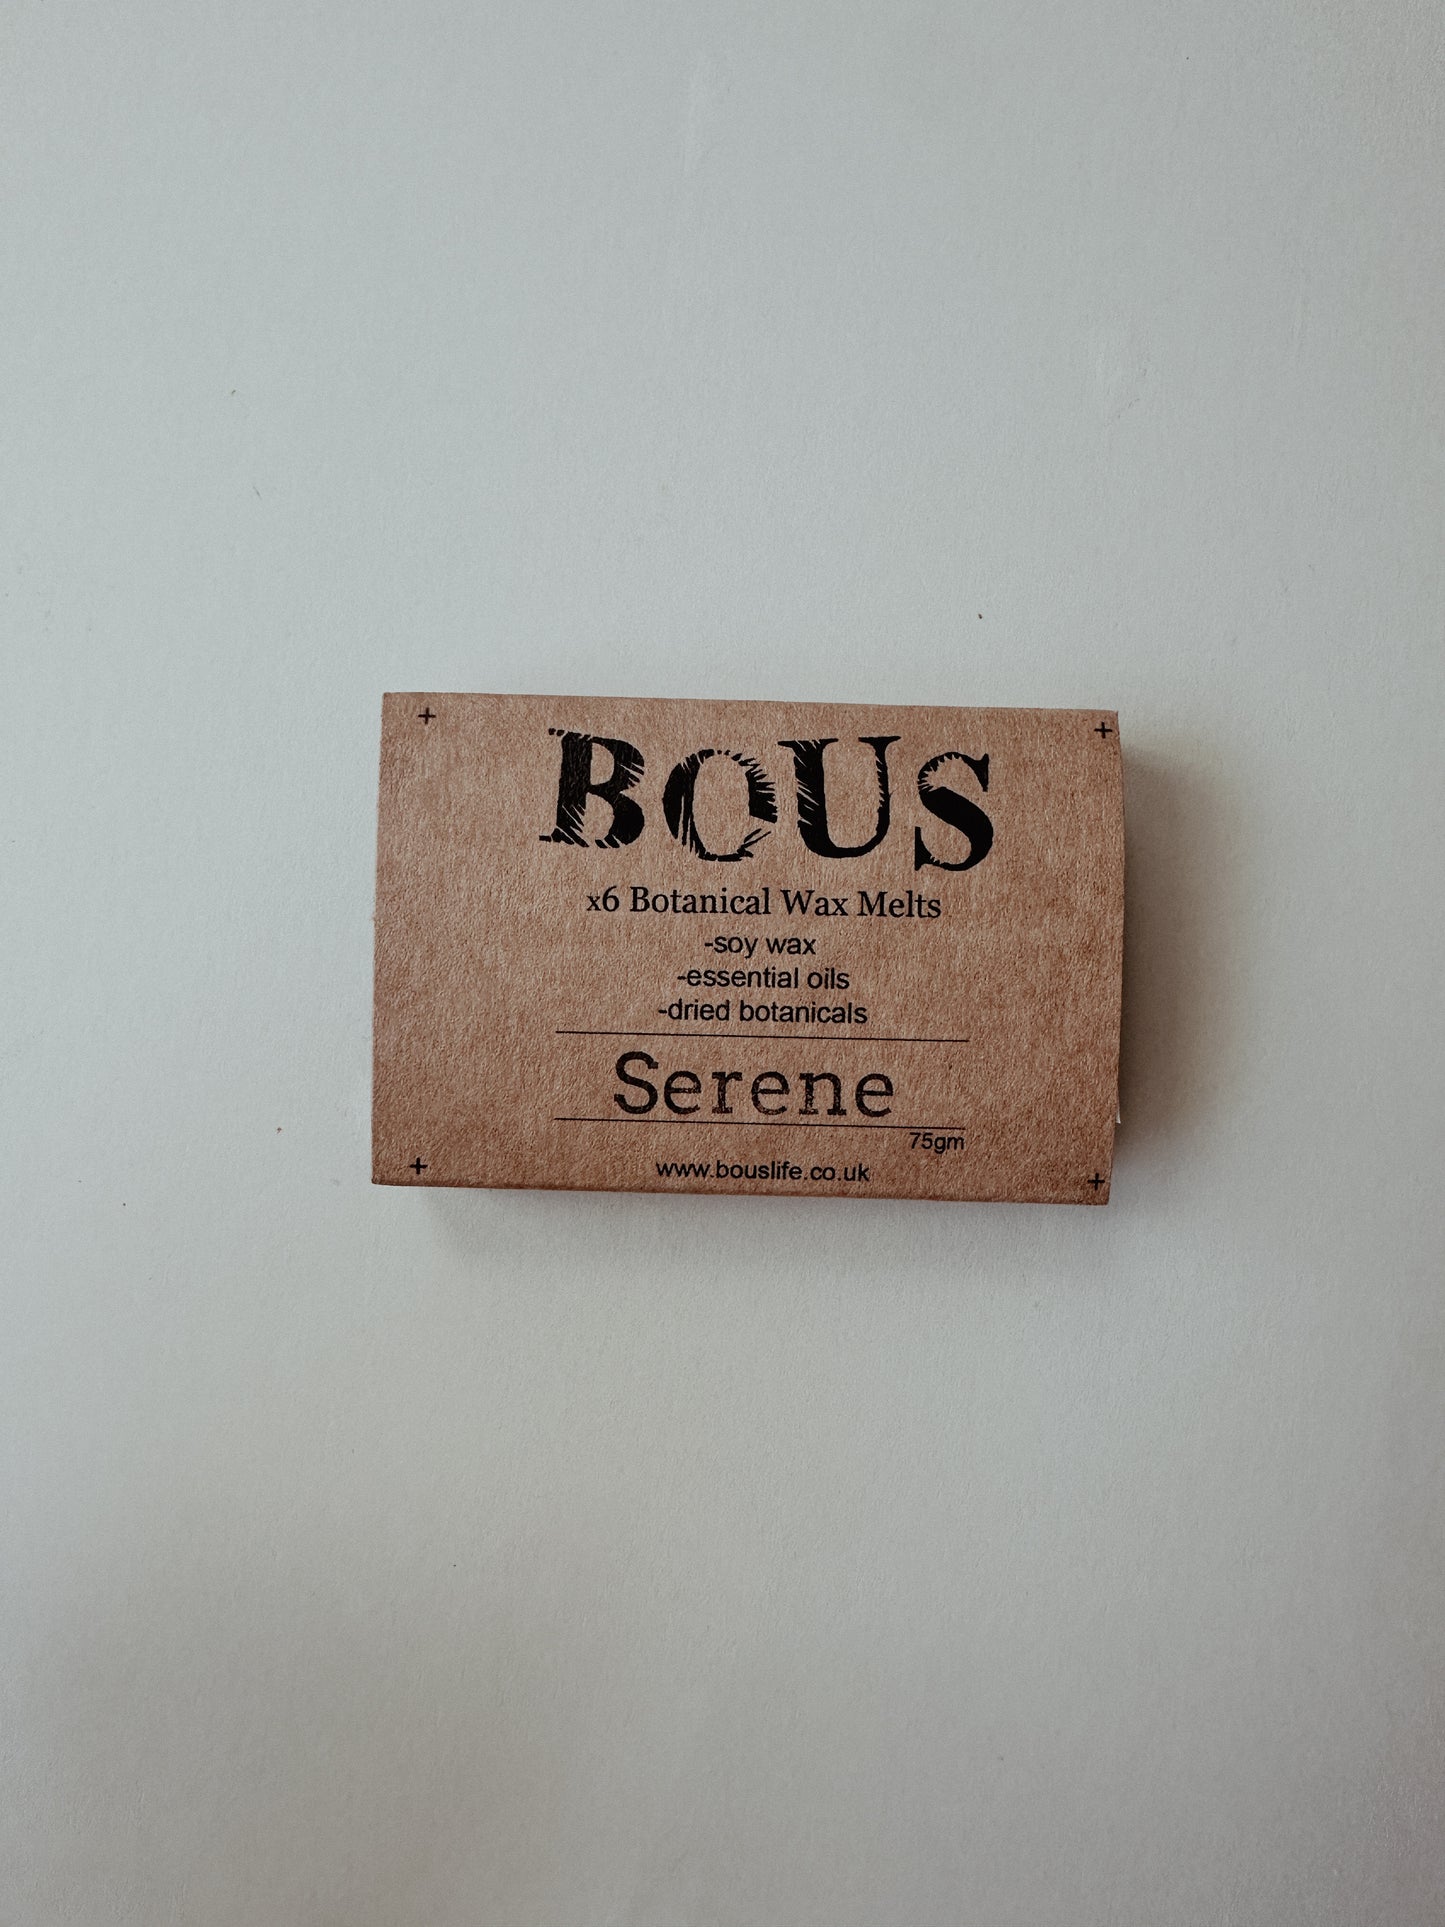 BOUS
x6 Botanical Wax Melts
-soy wax
-essential oils
-dried botanicals
Serene
75gm
www.bouslife.co.uk